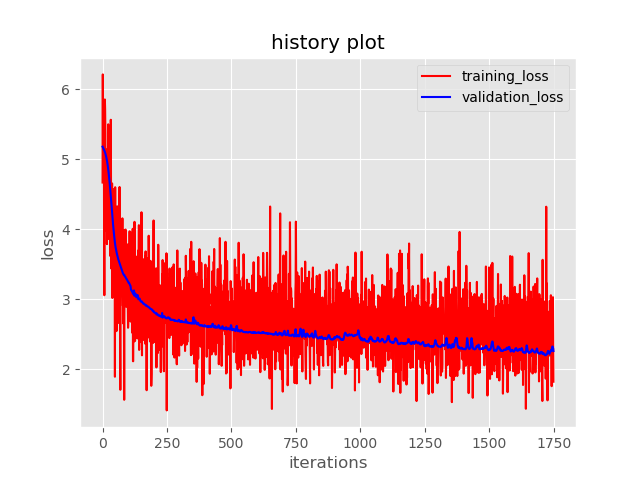 history plot
training_loss
validation_loss
6
5
4
3
2
loss
0 250 500 750 1000 1250 1500 1750
iterations